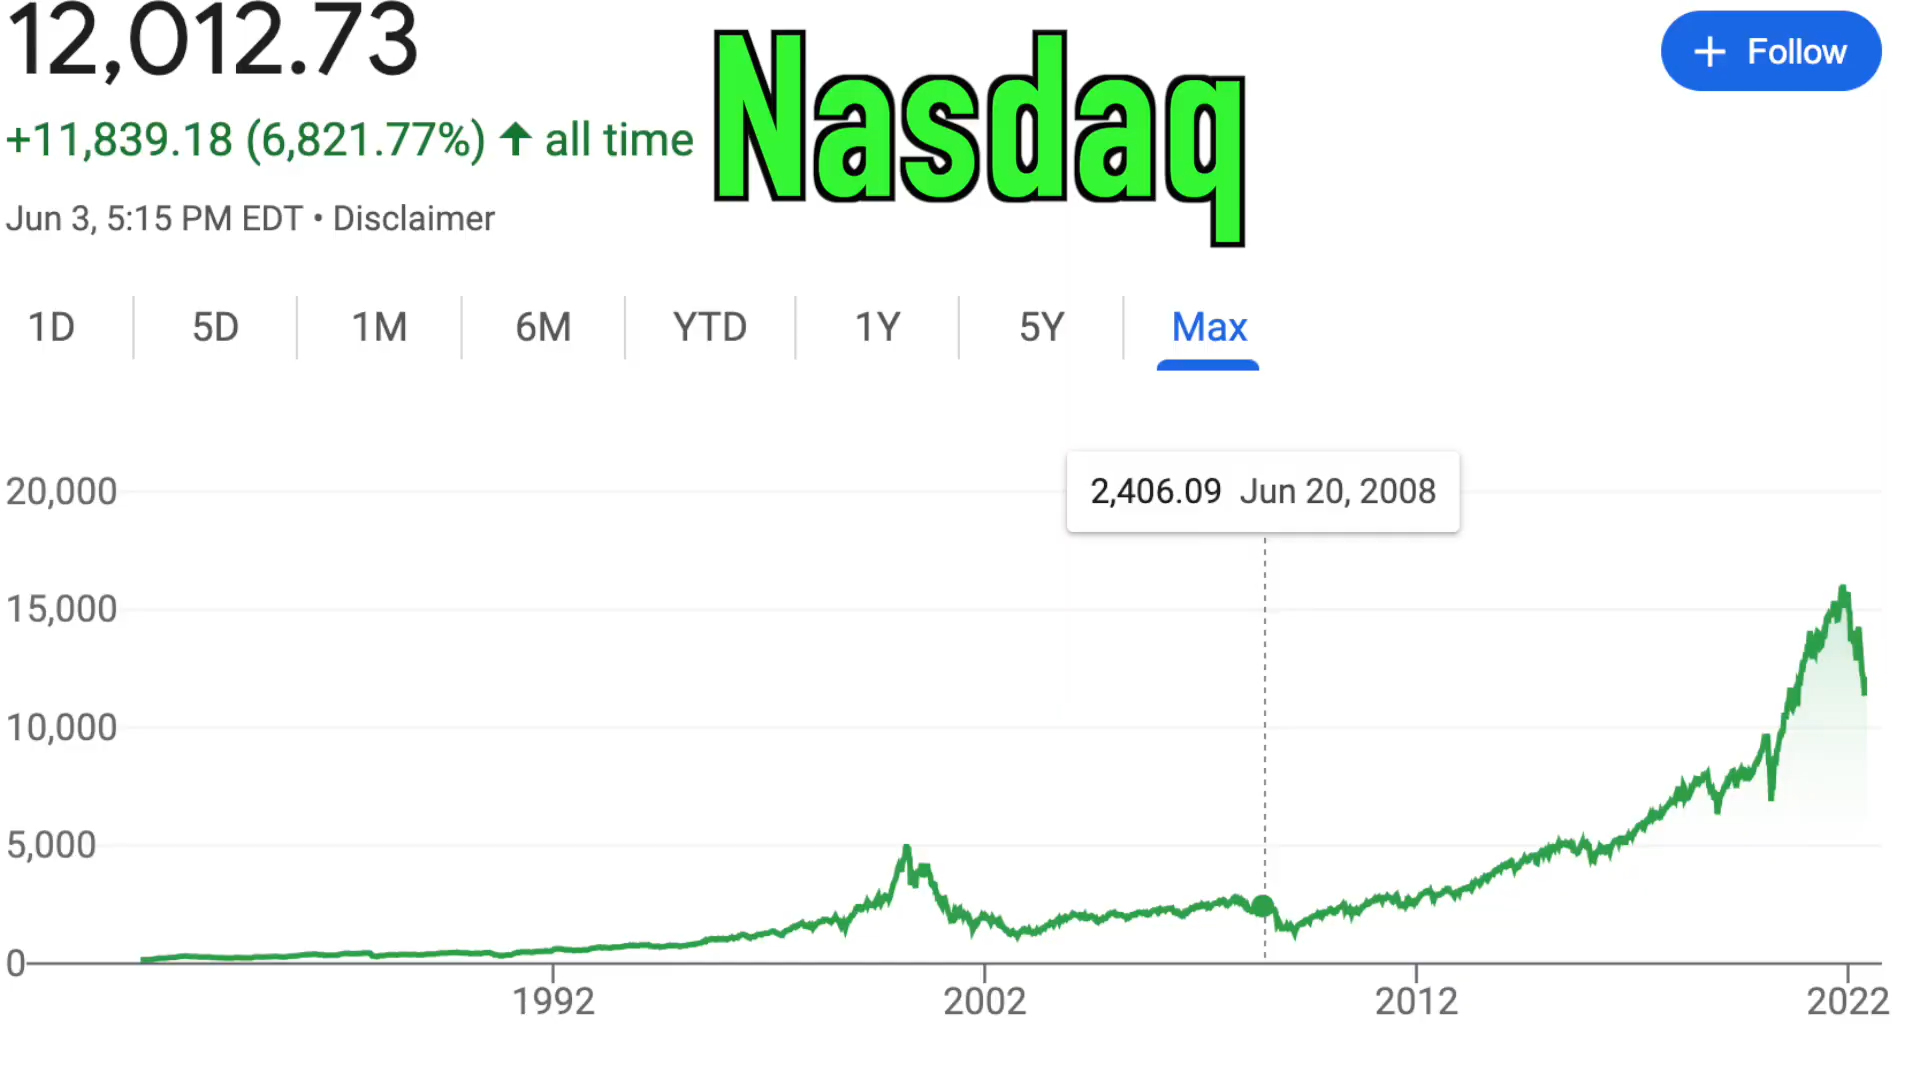 12,012.73
Nasdaq
+ Follow
+11,839.18 (6,821.77%) ↑ all time
Jun 3, 5:15 PM EDT • Disclaimer
1D 5D 1M 6M YTD 1Y 5Y Max
2,406.09 Jun 20, 2008
20,000
15,000
10,000
5,000
0
1992 2002 2012 2022